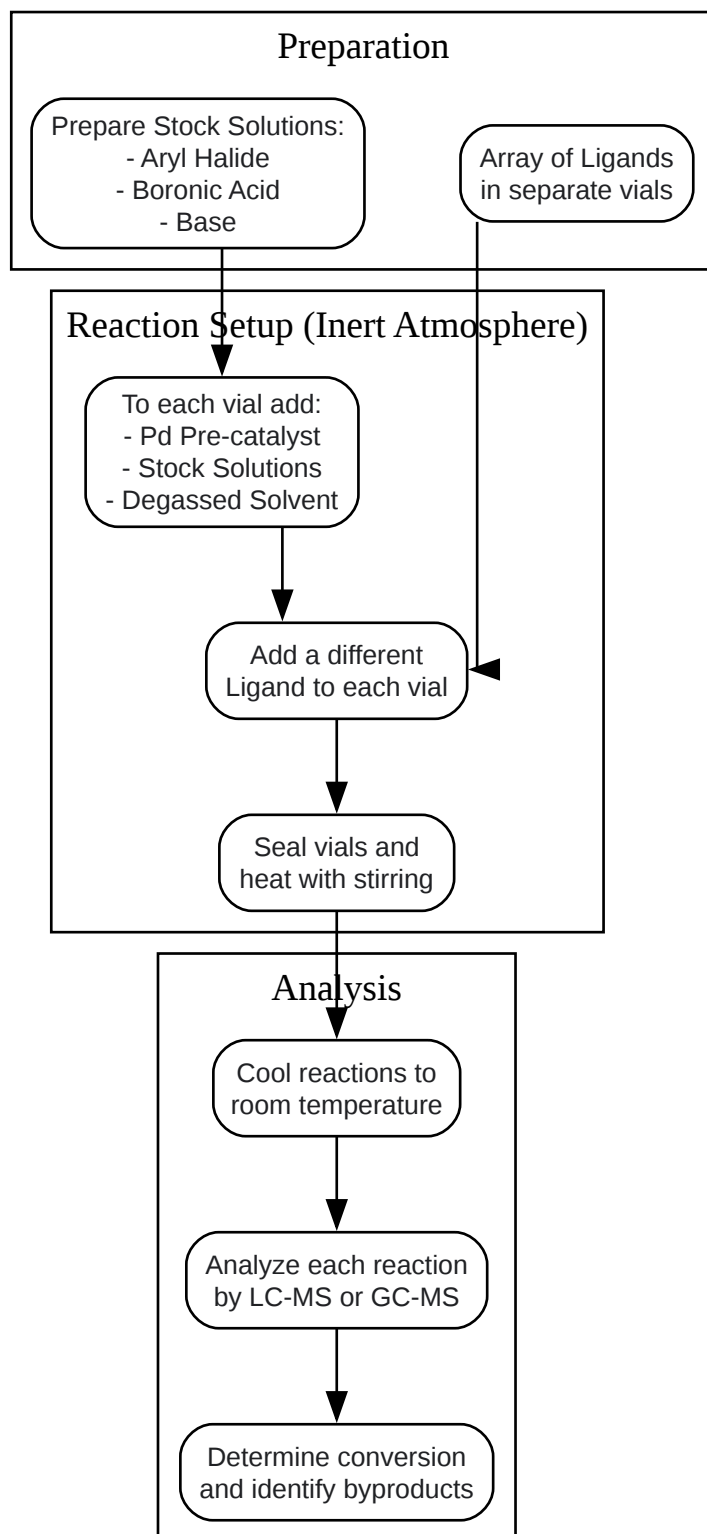 Preparation
Prepare Stock Solutions:
- Aryl Halide
- Boronic Acid
- Base
Array of Ligands
in separate vials
Reaction Setup (Inert Atmosphere)
To each vial add:
- Pd Pre-catalyst
- Stock Solutions
- Degassed Solvent
Add a different
Ligand to each vial
Seal vials and
heat with stirring
Analysis
Cool reactions to
room temperature
Analyze each reaction
by LC-MS or GC-MS
Determine conversion
and identify byproducts